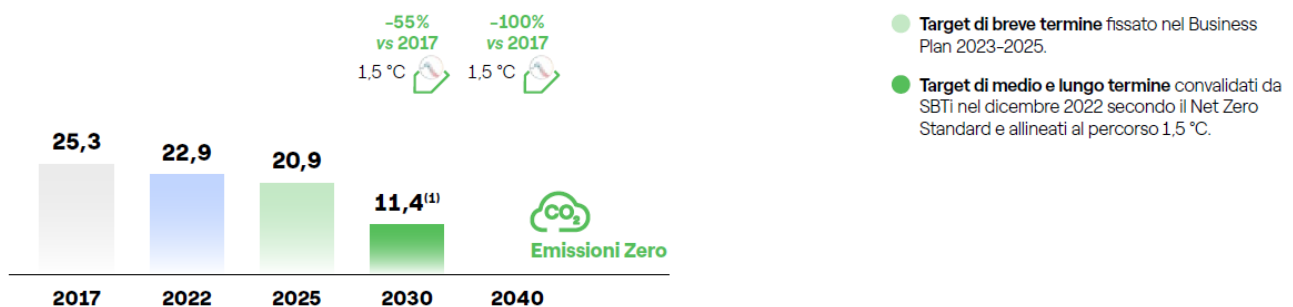 -55%
vs 2017
1,5 °C
-100%
vs 2017
1,5 °C
25,3
22,9
20,9
11,4(1)
CO2
Emissioni Zero
2017
2022
2025
2030
2040
Target di breve termine fissato nel Business
Plan 2023-2025.
Target di medio e lungo termine convalidati da
SBTi nel dicembre 2022 secondo il Net Zero
Standard e allineati al percorso 1,5 °C.